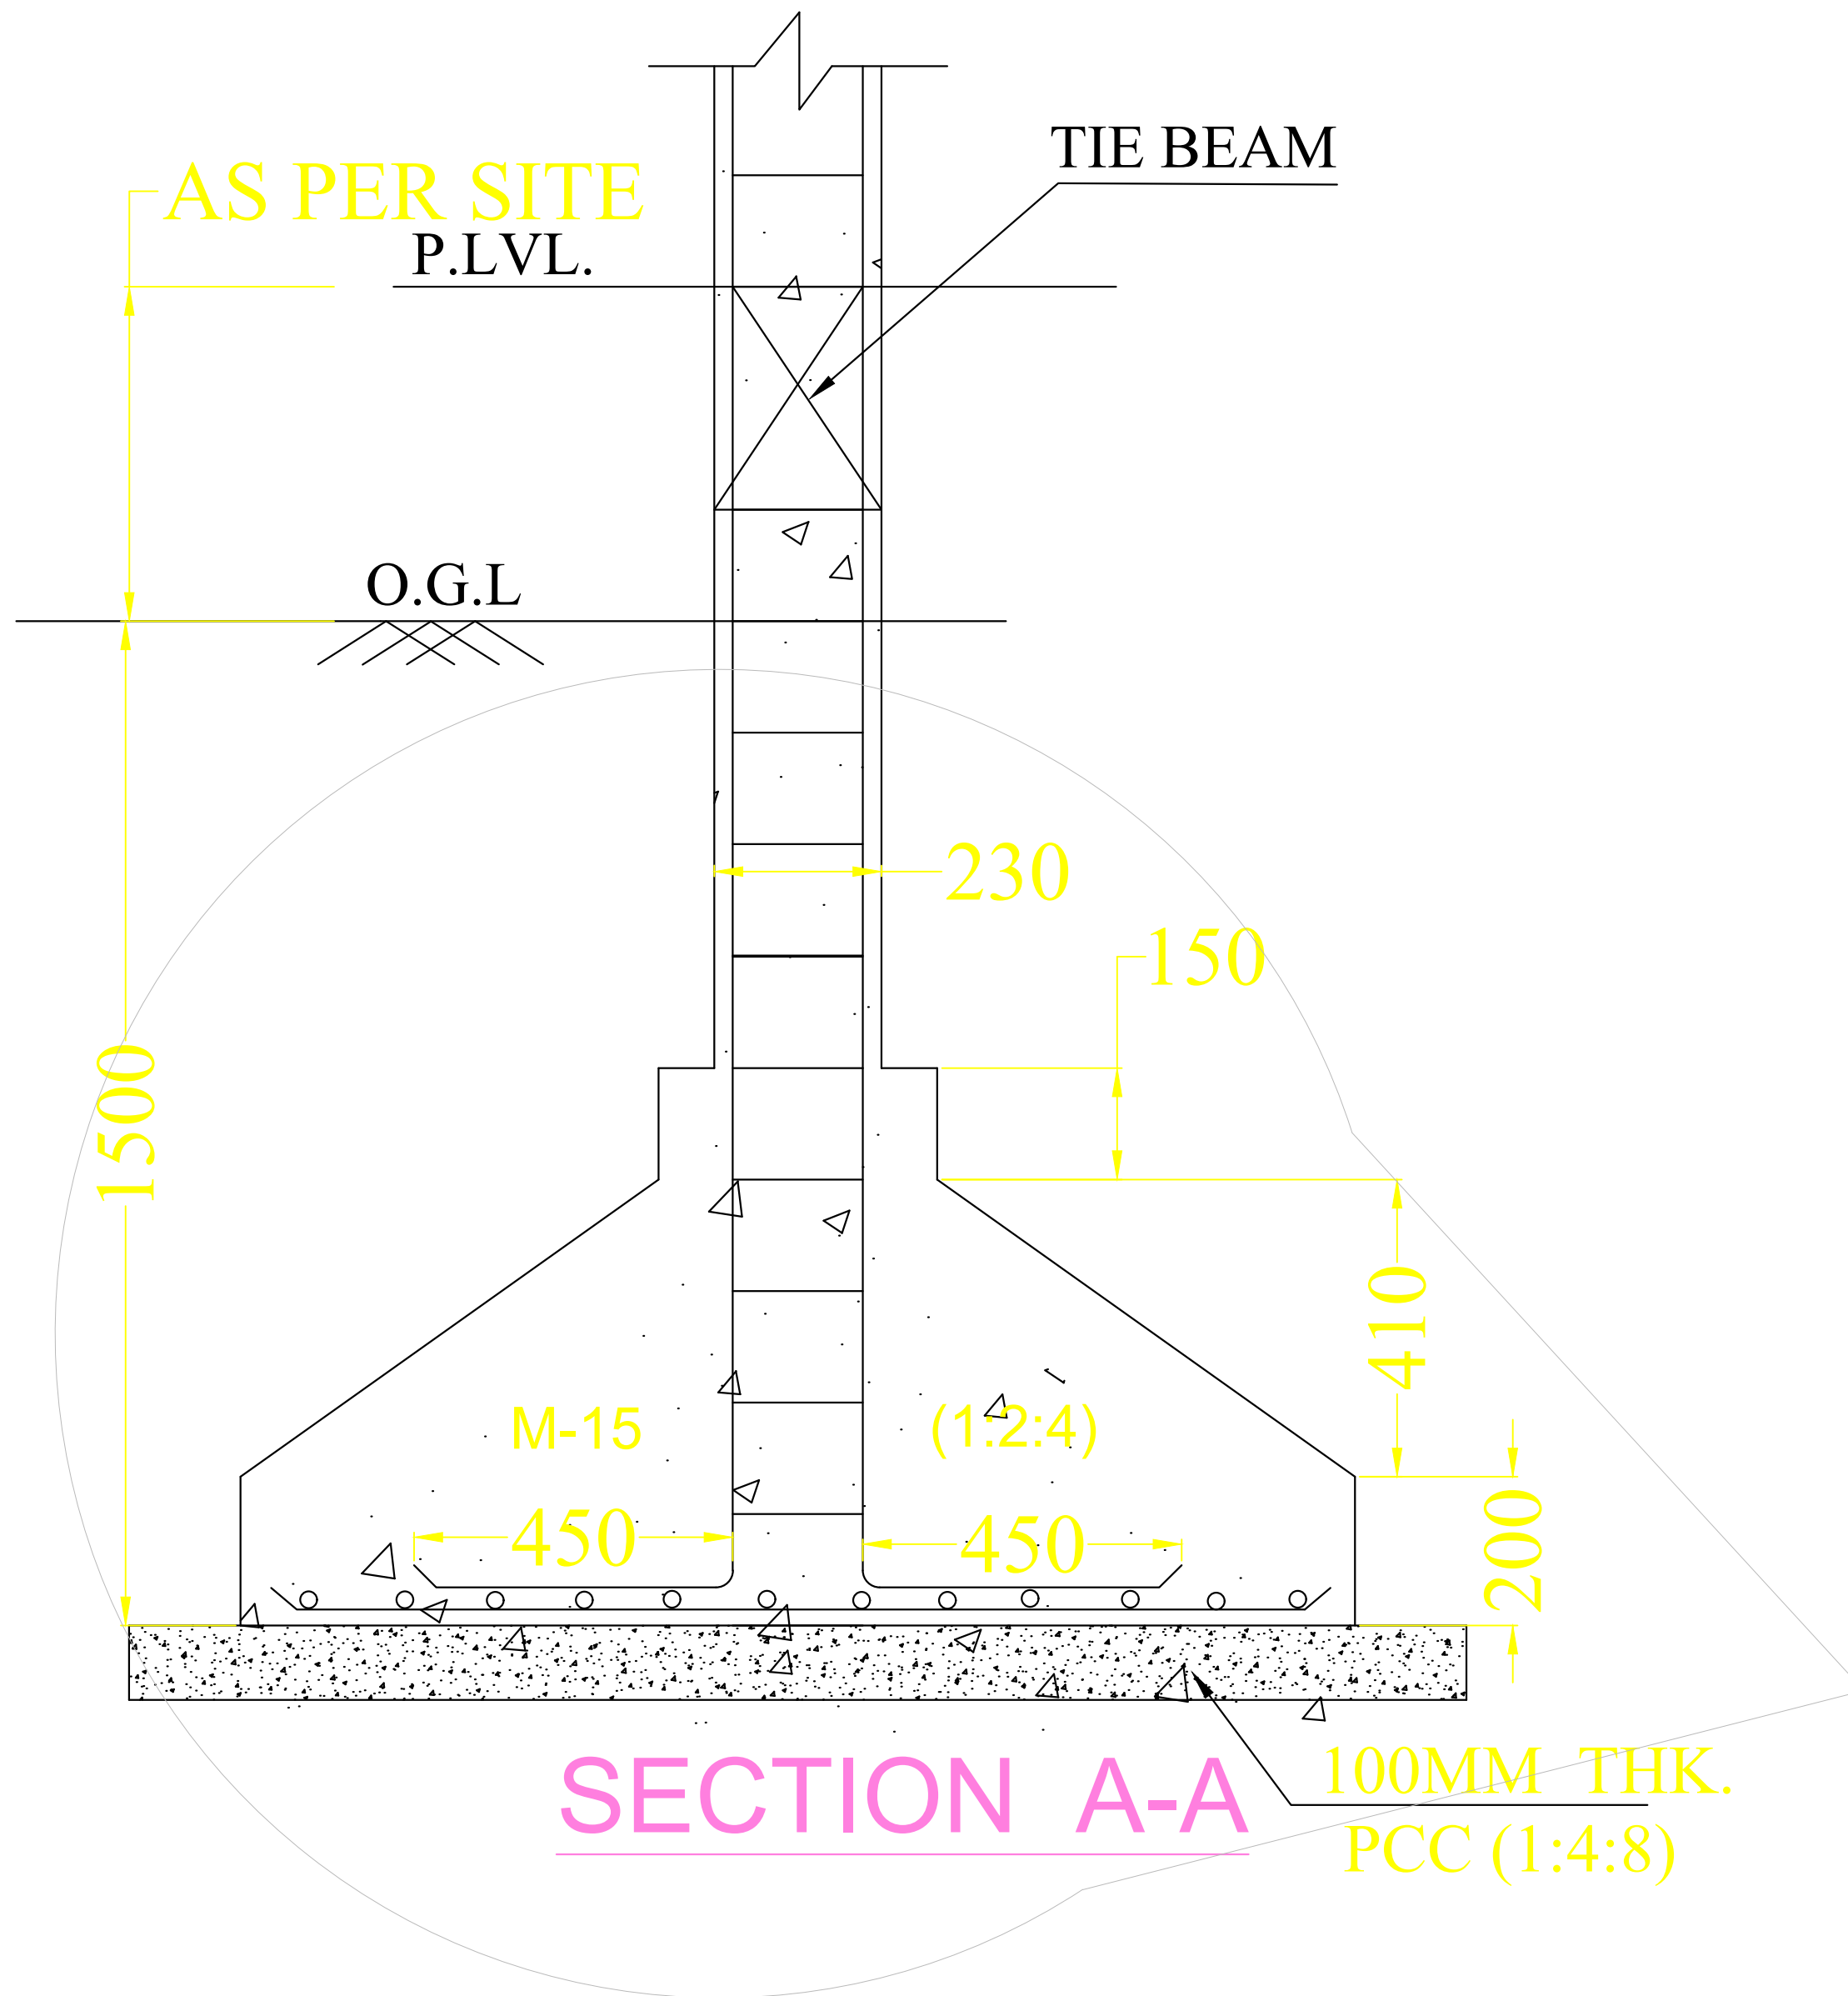 TIE BEAM
AS PER SITE
P.LVL.
O.G.L
230
150
1500
410
M-15 (1:2:4)
450 450
200
SECTION A-A
100MM THK.
PCC (1:4:8)